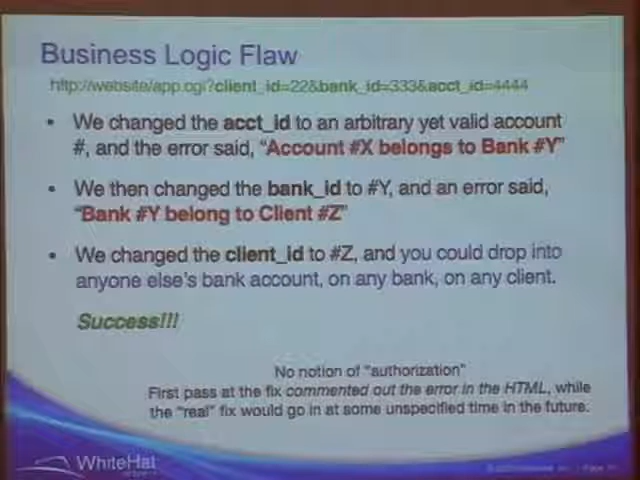 Business Logic Flaw
http://website/app.cgi?client_id=22&bank_id=333&acct_id=4444
• We changed the acct_id to an arbitrary yet valid account
#, and the error said, "Account #X belongs to Bank #Y"
• We then changed the bank_id to #Y, and an error said,
"Bank #Y belong to Client #Z"
• We changed the client_id to #Z, and you could drop into
anyone else's bank account, on any bank, on any client.
Success!!!
No notion of "authorization"
First pass at the fix commented out the error in the HTML, while
the "real" fix would go in at some unspecified time in the future.
WhiteHat